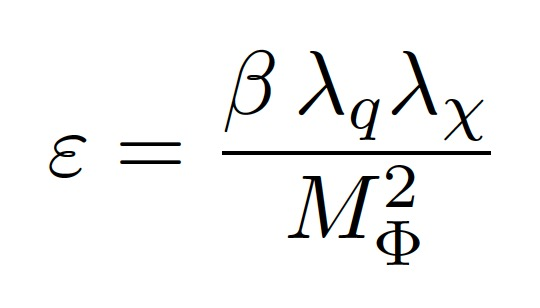 ε = β λ_q λ_χ / M_Φ^2